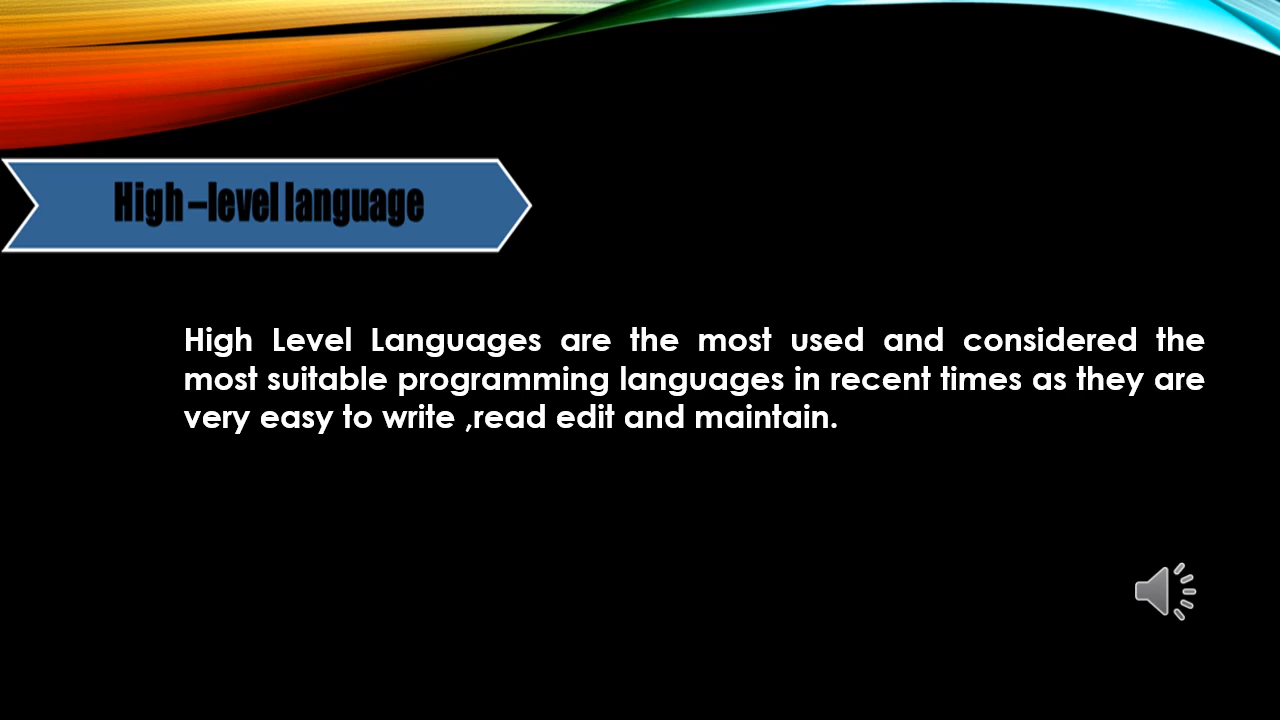 High –level language
High Level Languages are the most used and considered the
most suitable programming languages in recent times as they are
very easy to write ,read edit and maintain.